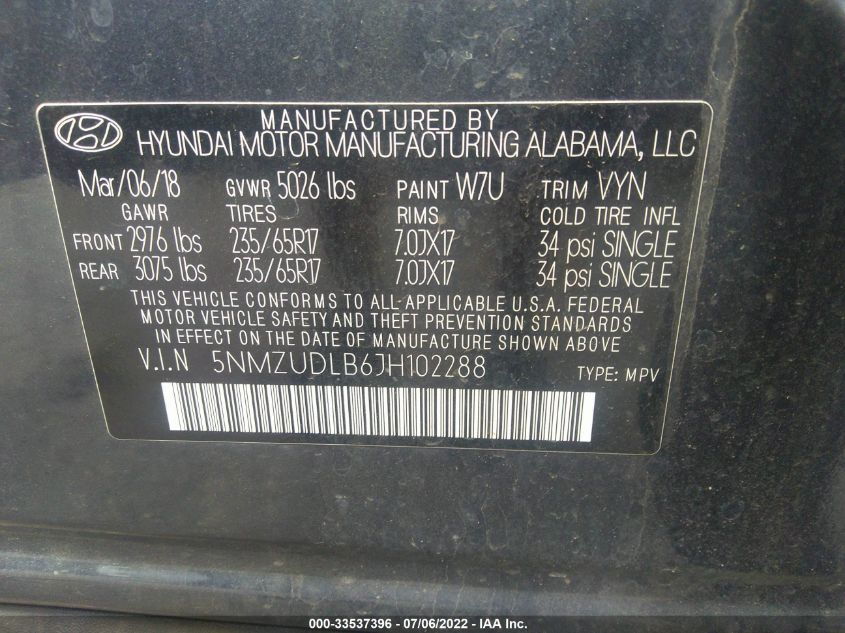 MANUFACTURED BY
HYUNDAI MOTOR MANUFACTURING ALABAMA, LLC
Mar/06/18 GVWR 5026 lbs PAINT W7U TRIM VYN
GAWR TIRES RIMS COLD TIRE INFL
FRONT 2976 lbs 235/65R17 7.0JX17 34 psi SINGLE
REAR 3075 lbs 235/65R17 7.0JX17 34 psi SINGLE
THIS VEHICLE CONFORMS TO ALL APPLICABLE U.S.A. FEDERAL
MOTOR VEHICLE SAFETY AND THEFT PREVENTION STANDARDS
IN EFFECT ON THE DATE OF MANUFACTURE SHOWN ABOVE
V.I.N 5NMZUDLB6JH102288 TYPE: MPV
000-33537396 - 07/06/2022 - IAA Inc.